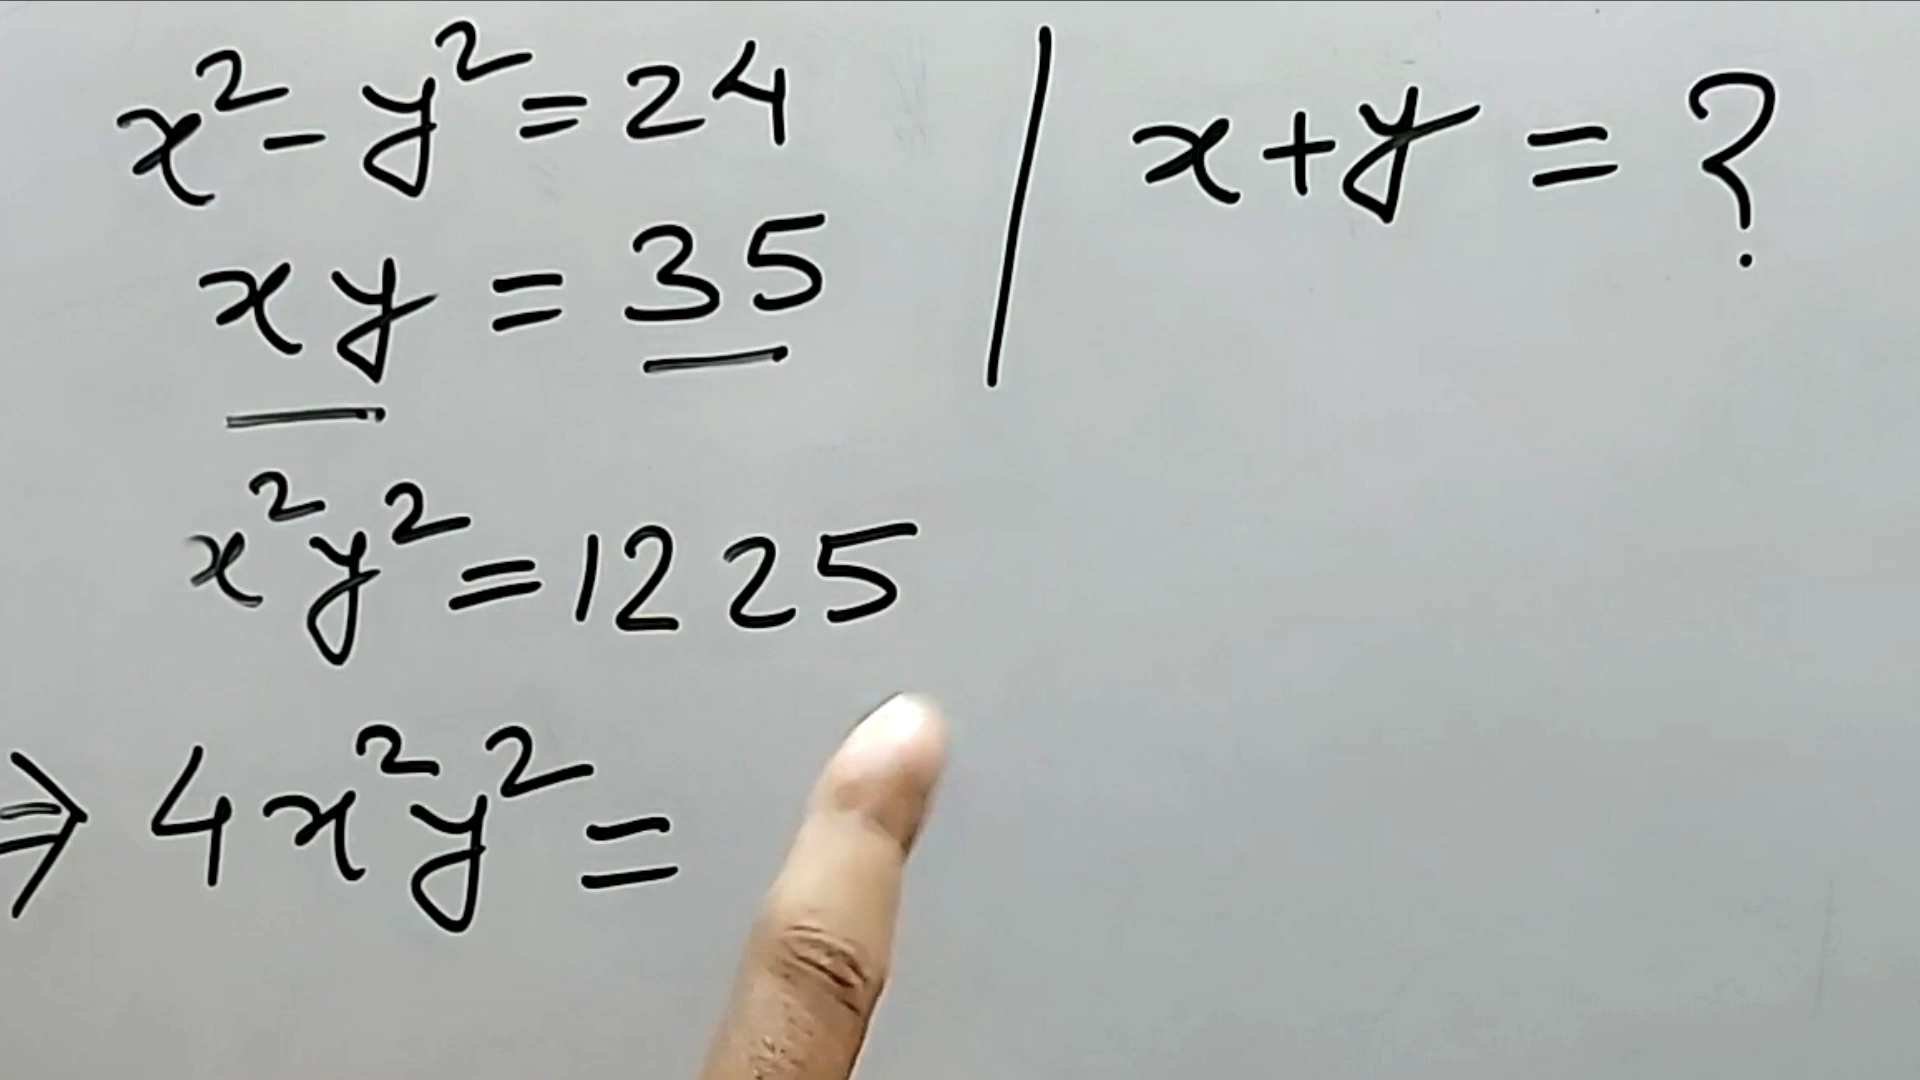 x² - y² = 24
xy = 35
x²y² = 1225
⇒ 4x²y² =
x + y = ?